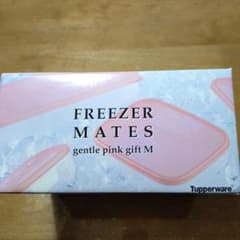 FREEZER
MATES
gentle pink gift M
Tupperware